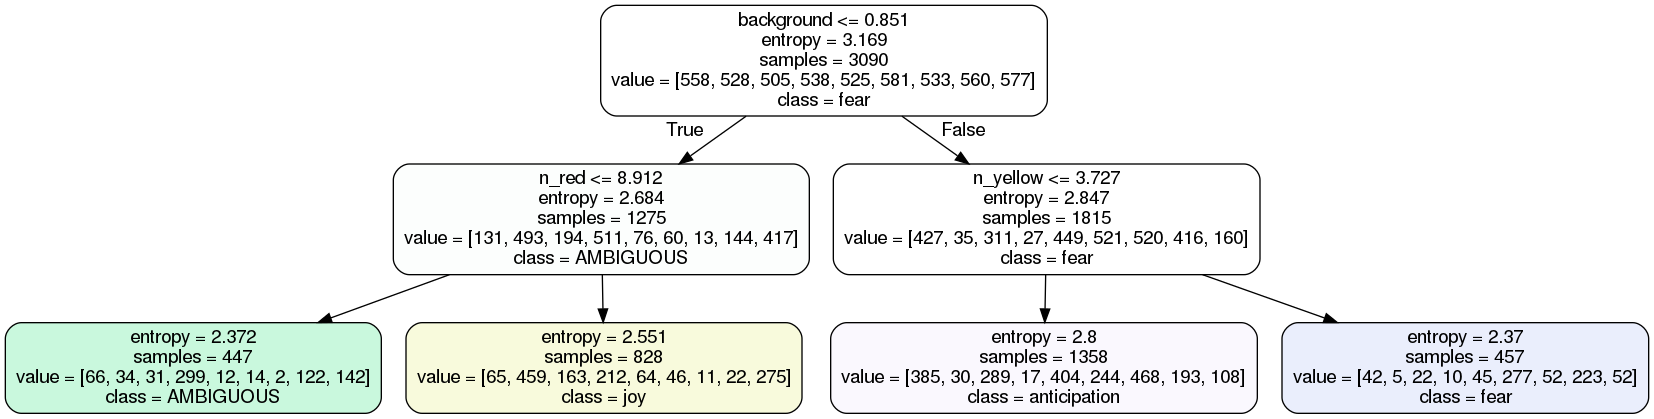 background <= 0.851
entropy = 3.169
samples = 3090
value = [558, 528, 505, 538, 525, 581, 533, 560, 577]
class = fear
True
False
n_red <= 8.912
entropy = 2.684
samples = 1275
value = [131, 493, 194, 511, 76, 60, 13, 144, 417]
class = AMBIGUOUS
n_yellow <= 3.727
entropy = 2.847
samples = 1815
value = [427, 35, 311, 27, 449, 521, 520, 416, 160]
class = fear
entropy = 2.372
samples = 447
value = [66, 34, 31, 299, 12, 14, 2, 122, 142]
class = AMBIGUOUS
entropy = 2.551
samples = 828
value = [65, 459, 163, 212, 64, 46, 11, 22, 275]
class = joy
entropy = 2.8
samples = 1358
value = [385, 30, 289, 17, 404, 244, 468, 193, 108]
class = anticipation
entropy = 2.37
samples = 457
value = [42, 5, 22, 10, 45, 277, 52, 223, 52]
class = fear